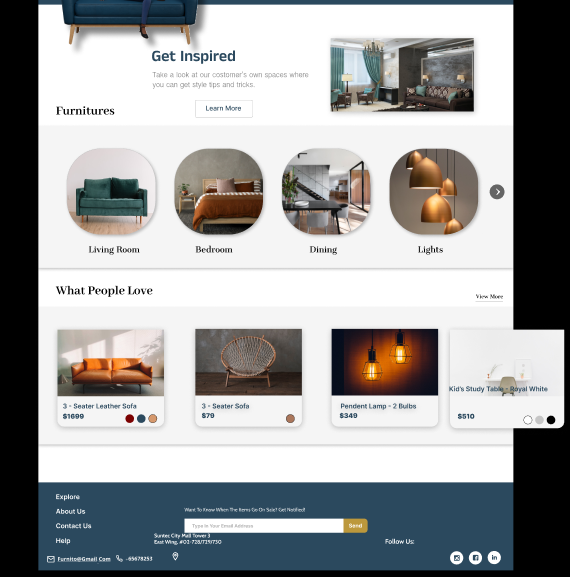 Get Inspired
Take a look at our costomer's own spaces where
you can get style tips and tricks.
Learn More
Furnitures
Living Room
Bedroom
Dining
Lights
What People Love
View More
3 - Seater Leather Sofa
$1699
3 - Seater Sofa
$79
Pendent Lamp - 2 Bulbs
$349
Kid's Study Table - Royal White
$510
Explore
About Us
Contact Us
Help
Want To Know When The Items Go On Sale? Get Notified!
Type In Your Email Address
Send
Suntec City Mall Tower 3
East Wing, #02-728/729/730
Furnito@Gmail Com
-65678253
Follow Us: